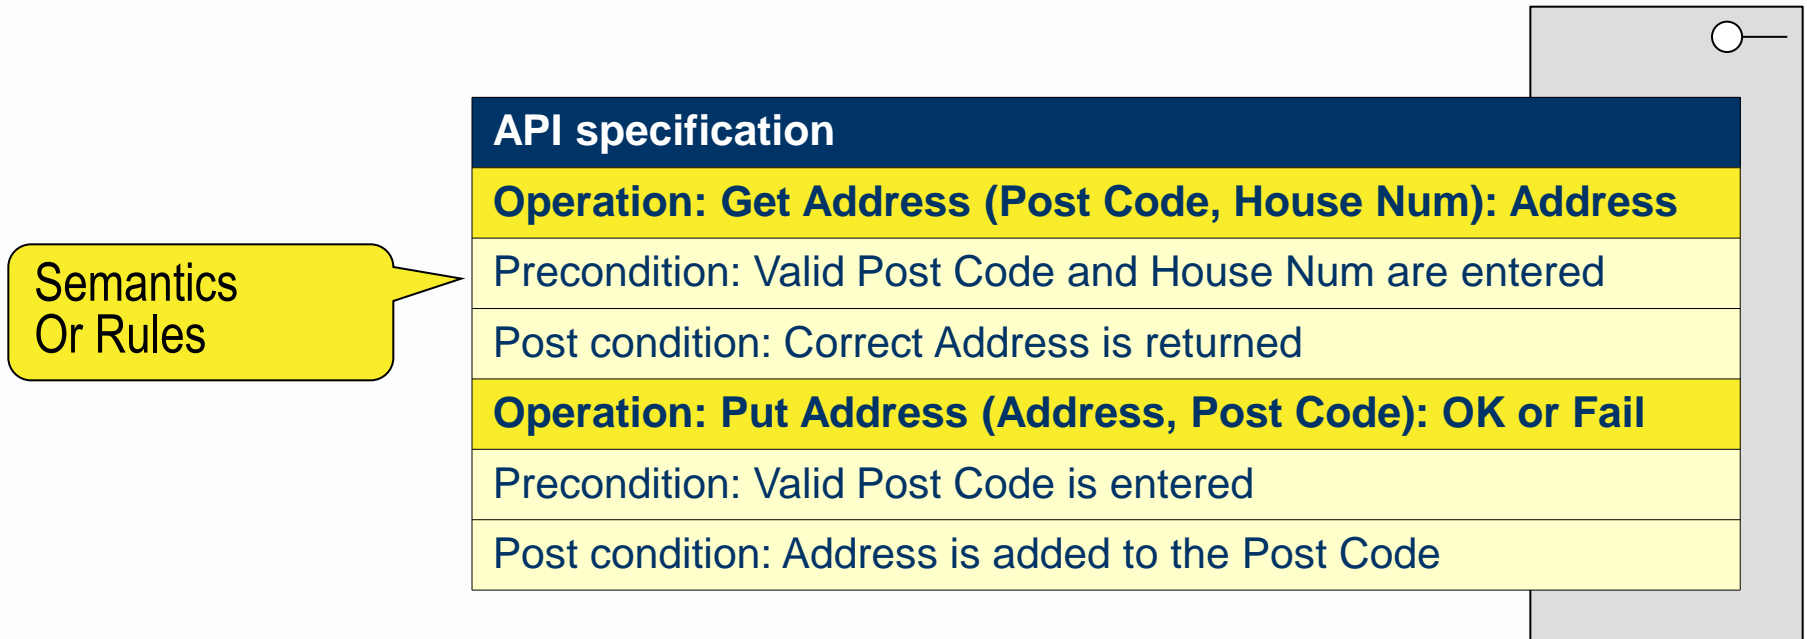 API specification
Operation: Get Address (Post Code, House Num): Address
Semantics
Or Rules
Precondition: Valid Post Code and House Num are entered
Post condition: Correct Address is returned
Operation: Put Address (Address, Post Code): OK or Fail
Precondition: Valid Post Code is entered
Post condition: Address is added to the Post Code